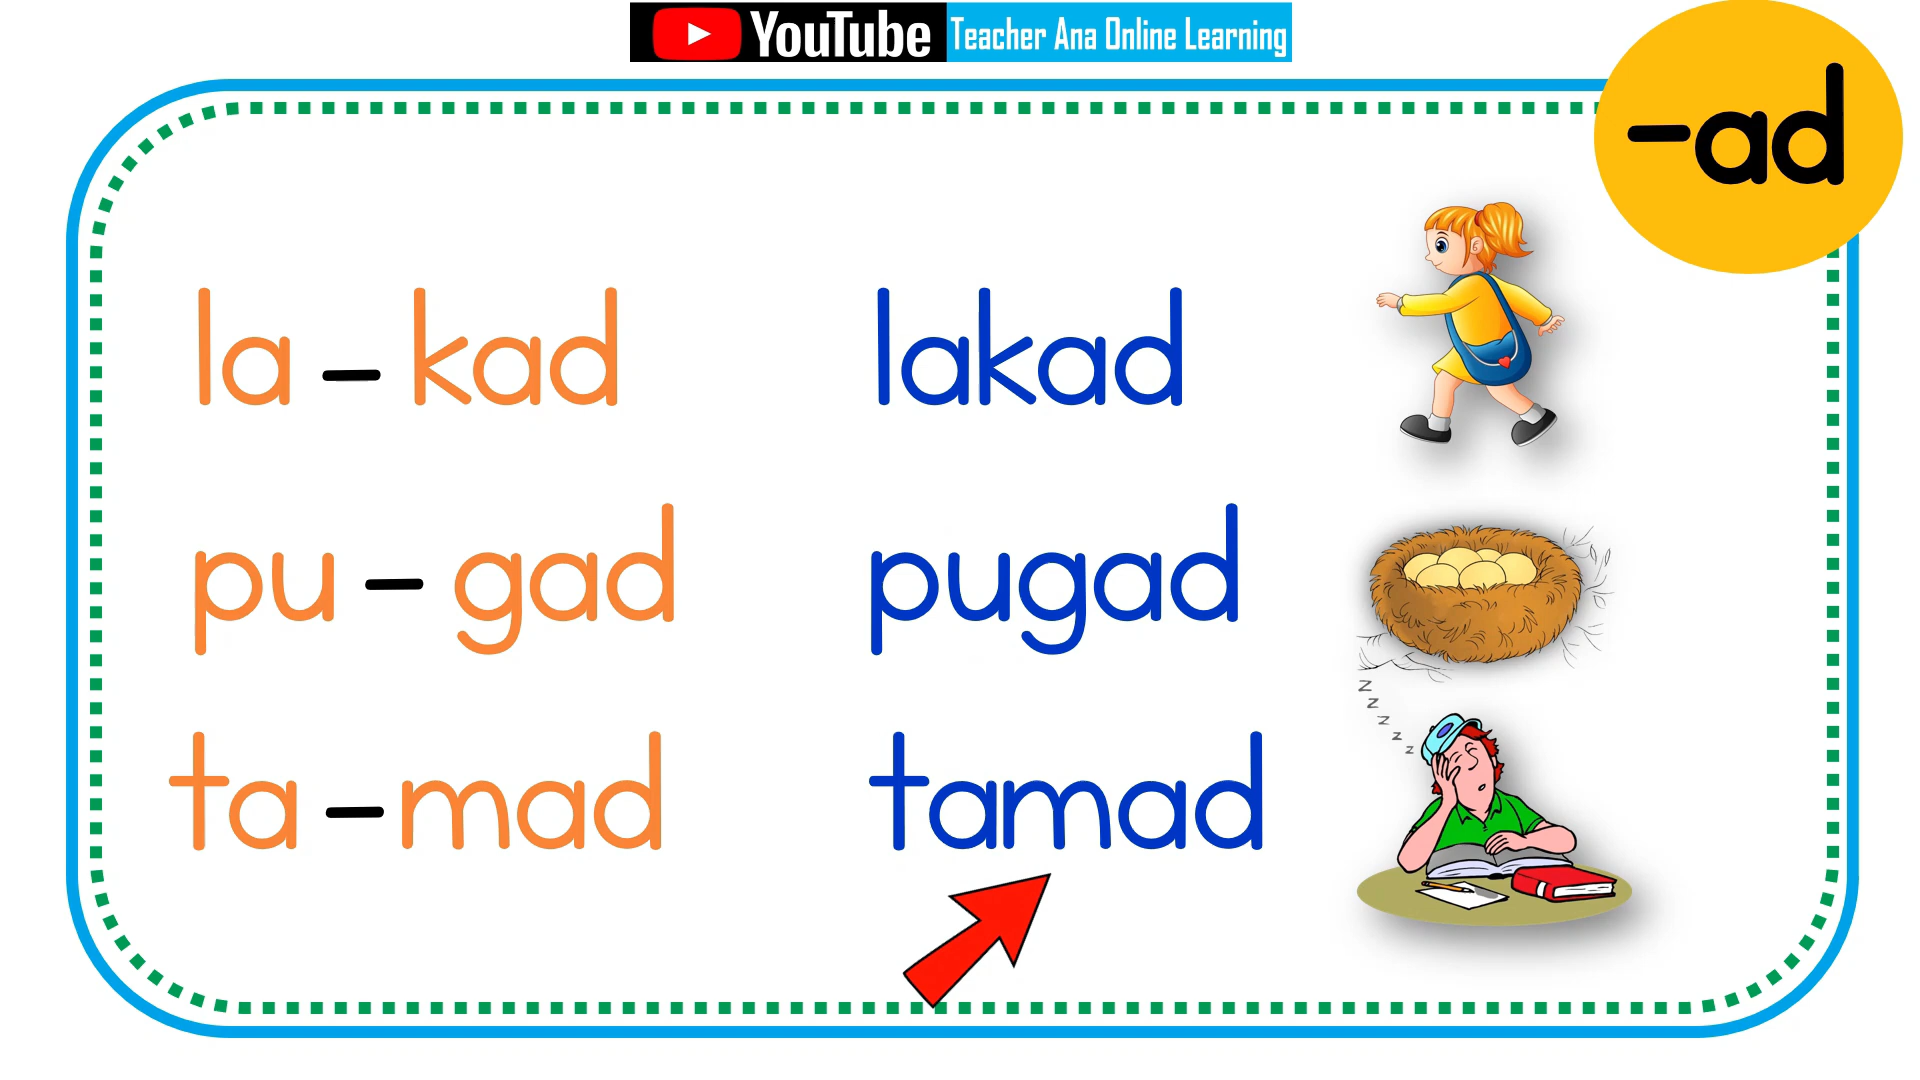 YouTube Teacher Ana Online Learning
-ad
la - kad lakad
pu - gad pugad
z
z
z
z
z
ta - mad tamad